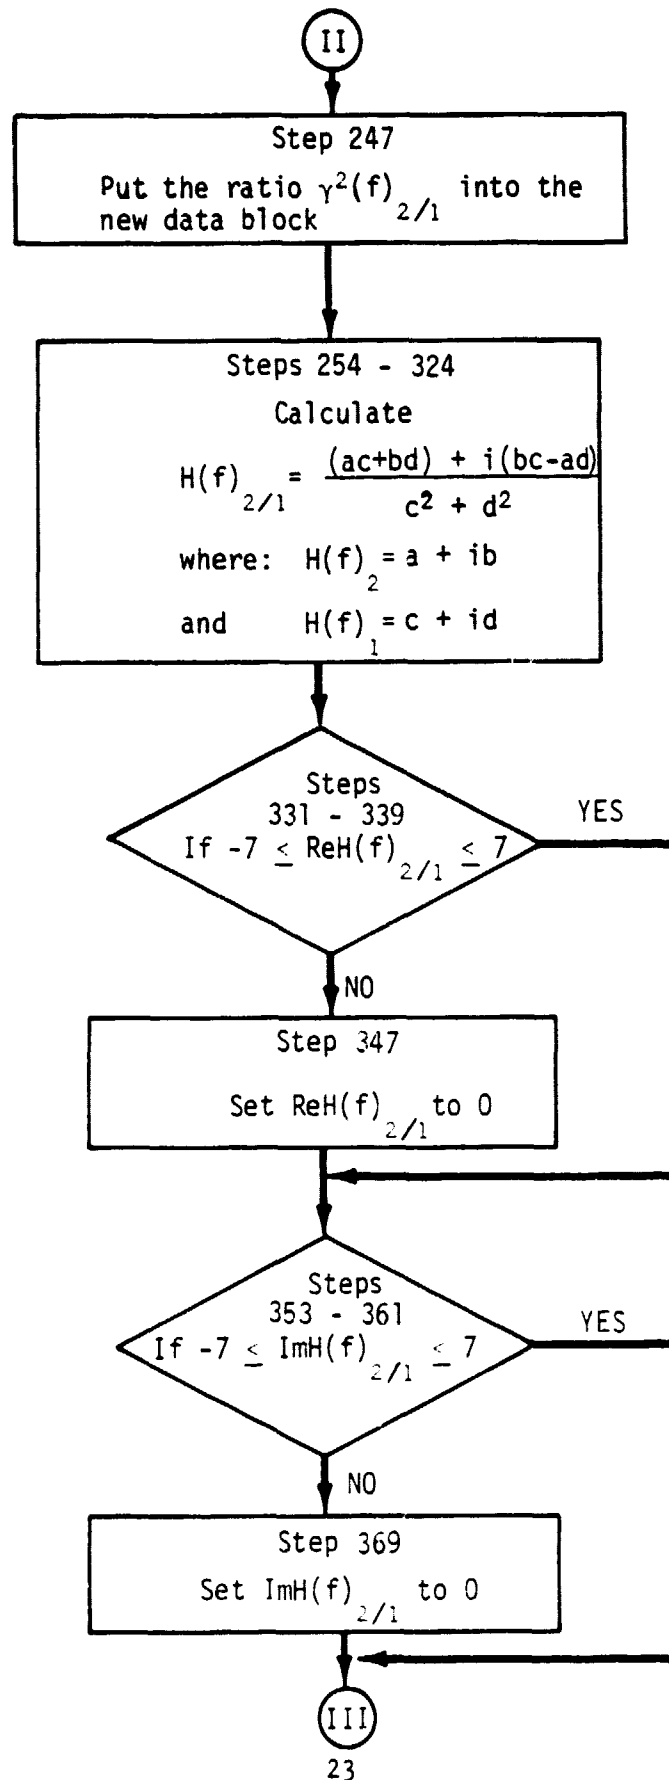 II
Step 247
Put the ratio γ²(f)₂/₁ into the
new data block
Steps 254 - 324
Calculate
H(f)₂/₁ = (ac+bd) + i(bc-ad)
c² + d²
where: H(f)₂ = a + ib
and H(f)₁ = c + id
Steps
331 - 339
If -7 ≤ ReH(f)₂/₁ ≤ 7
YES
NO
Step 347
Set ReH(f)₂/₁ to 0
Steps
353 - 361
If -7 ≤ ImH(f)₂/₁ ≤ 7
YES
NO
Step 369
Set ImH(f)₂/₁ to 0
III
23